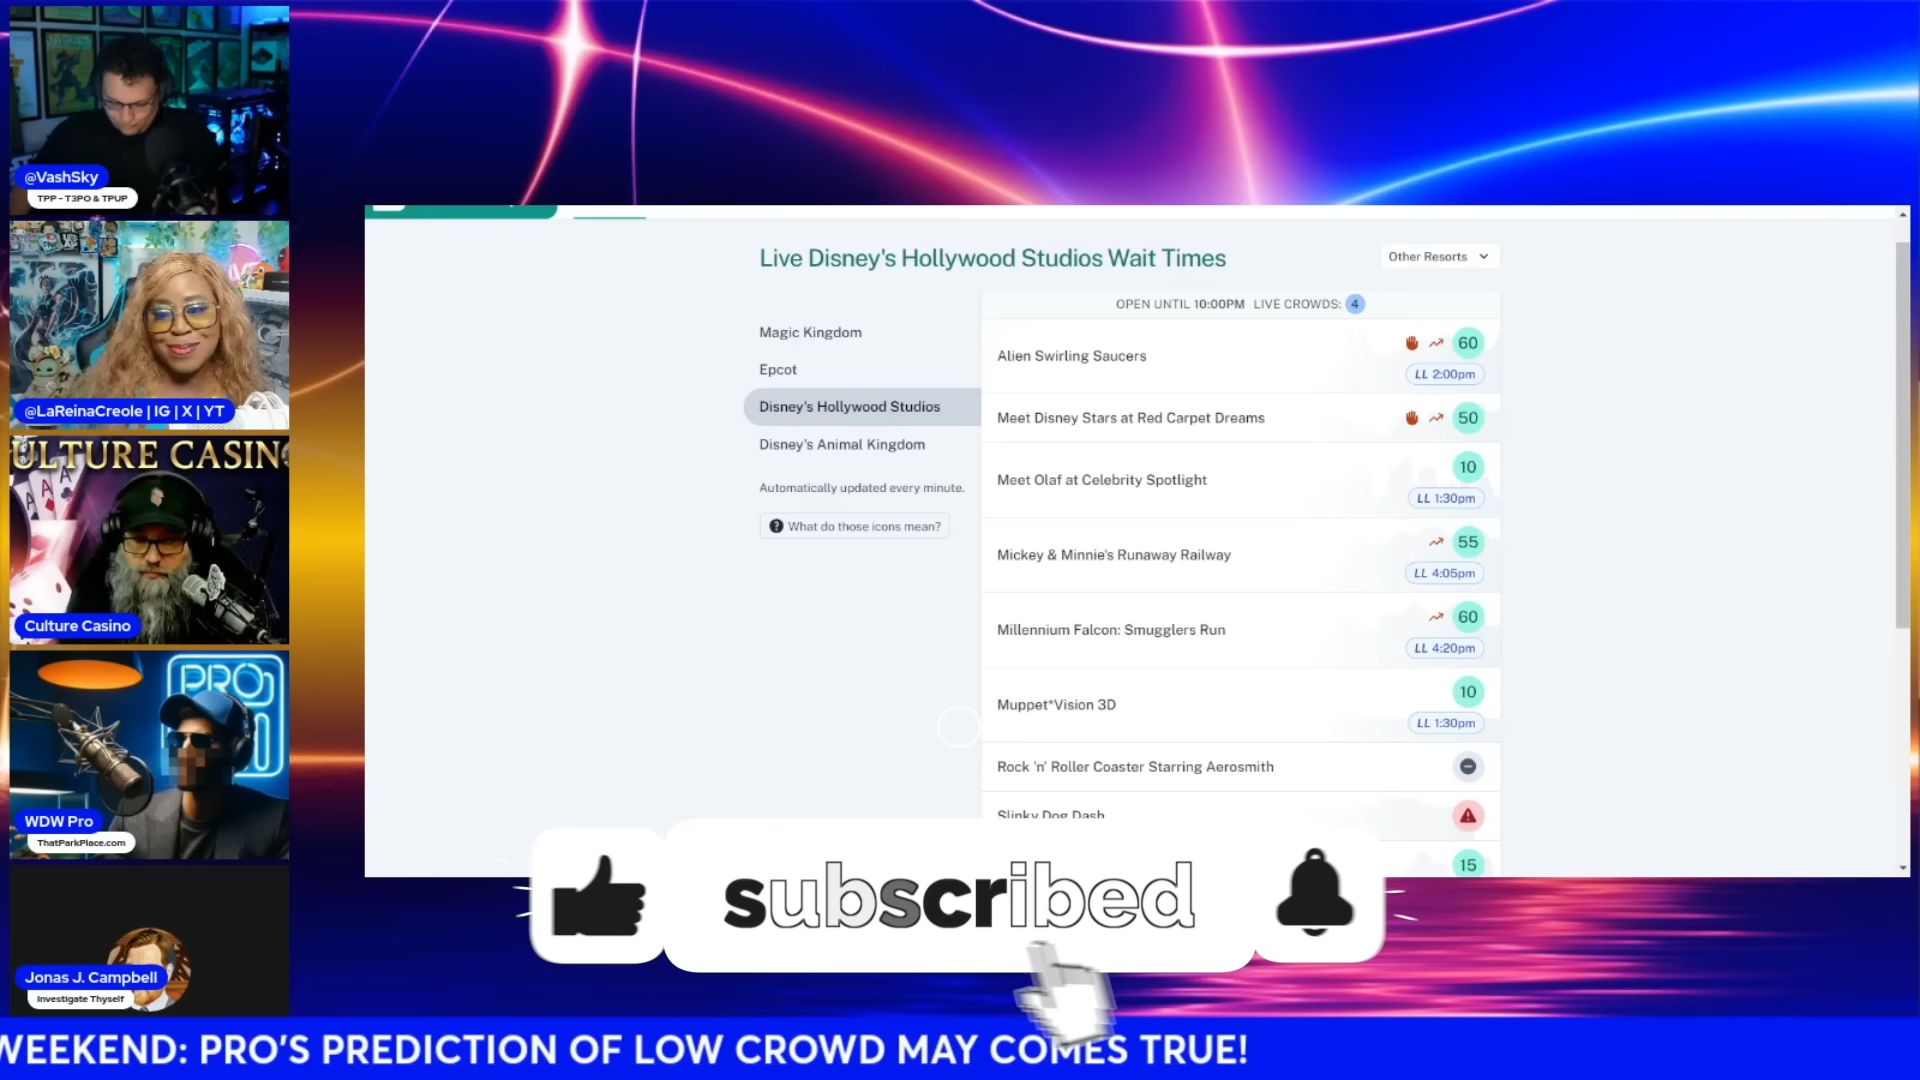 @VashSky
TPP - T3PO & TPUP
@LaReinaCreole | IG | X | YT
ULTURE CASIN
Culture Casino
PRO
WDW Pro
ThatParkPlace.com
Jonas J. Campbell
Investigate Thyself
Live Disney's Hollywood Studios Wait Times
Other Resorts
Magic Kingdom
Epcot
Disney's Hollywood Studios
Disney's Animal Kingdom
Automatically updated every minute.
? What do those icons mean?
OPEN UNTIL 10:00PM LIVE CROWDS: 4
Alien Swirling Saucers
60
LL 2:00pm
Meet Disney Stars at Red Carpet Dreams
50
Meet Olaf at Celebrity Spotlight
10
LL 1:30pm
Mickey & Minnie's Runaway Railway
55
LL 4:05pm
Millennium Falcon: Smugglers Run
60
LL 4:20pm
Muppet*Vision 3D
10
LL 1:30pm
Rock 'n' Roller Coaster Starring Aerosmith
Slinky Dog Dash
15
subscribed
WEEKEND: PRO'S PREDICTION OF LOW CROWD MAY COMES TRUE!